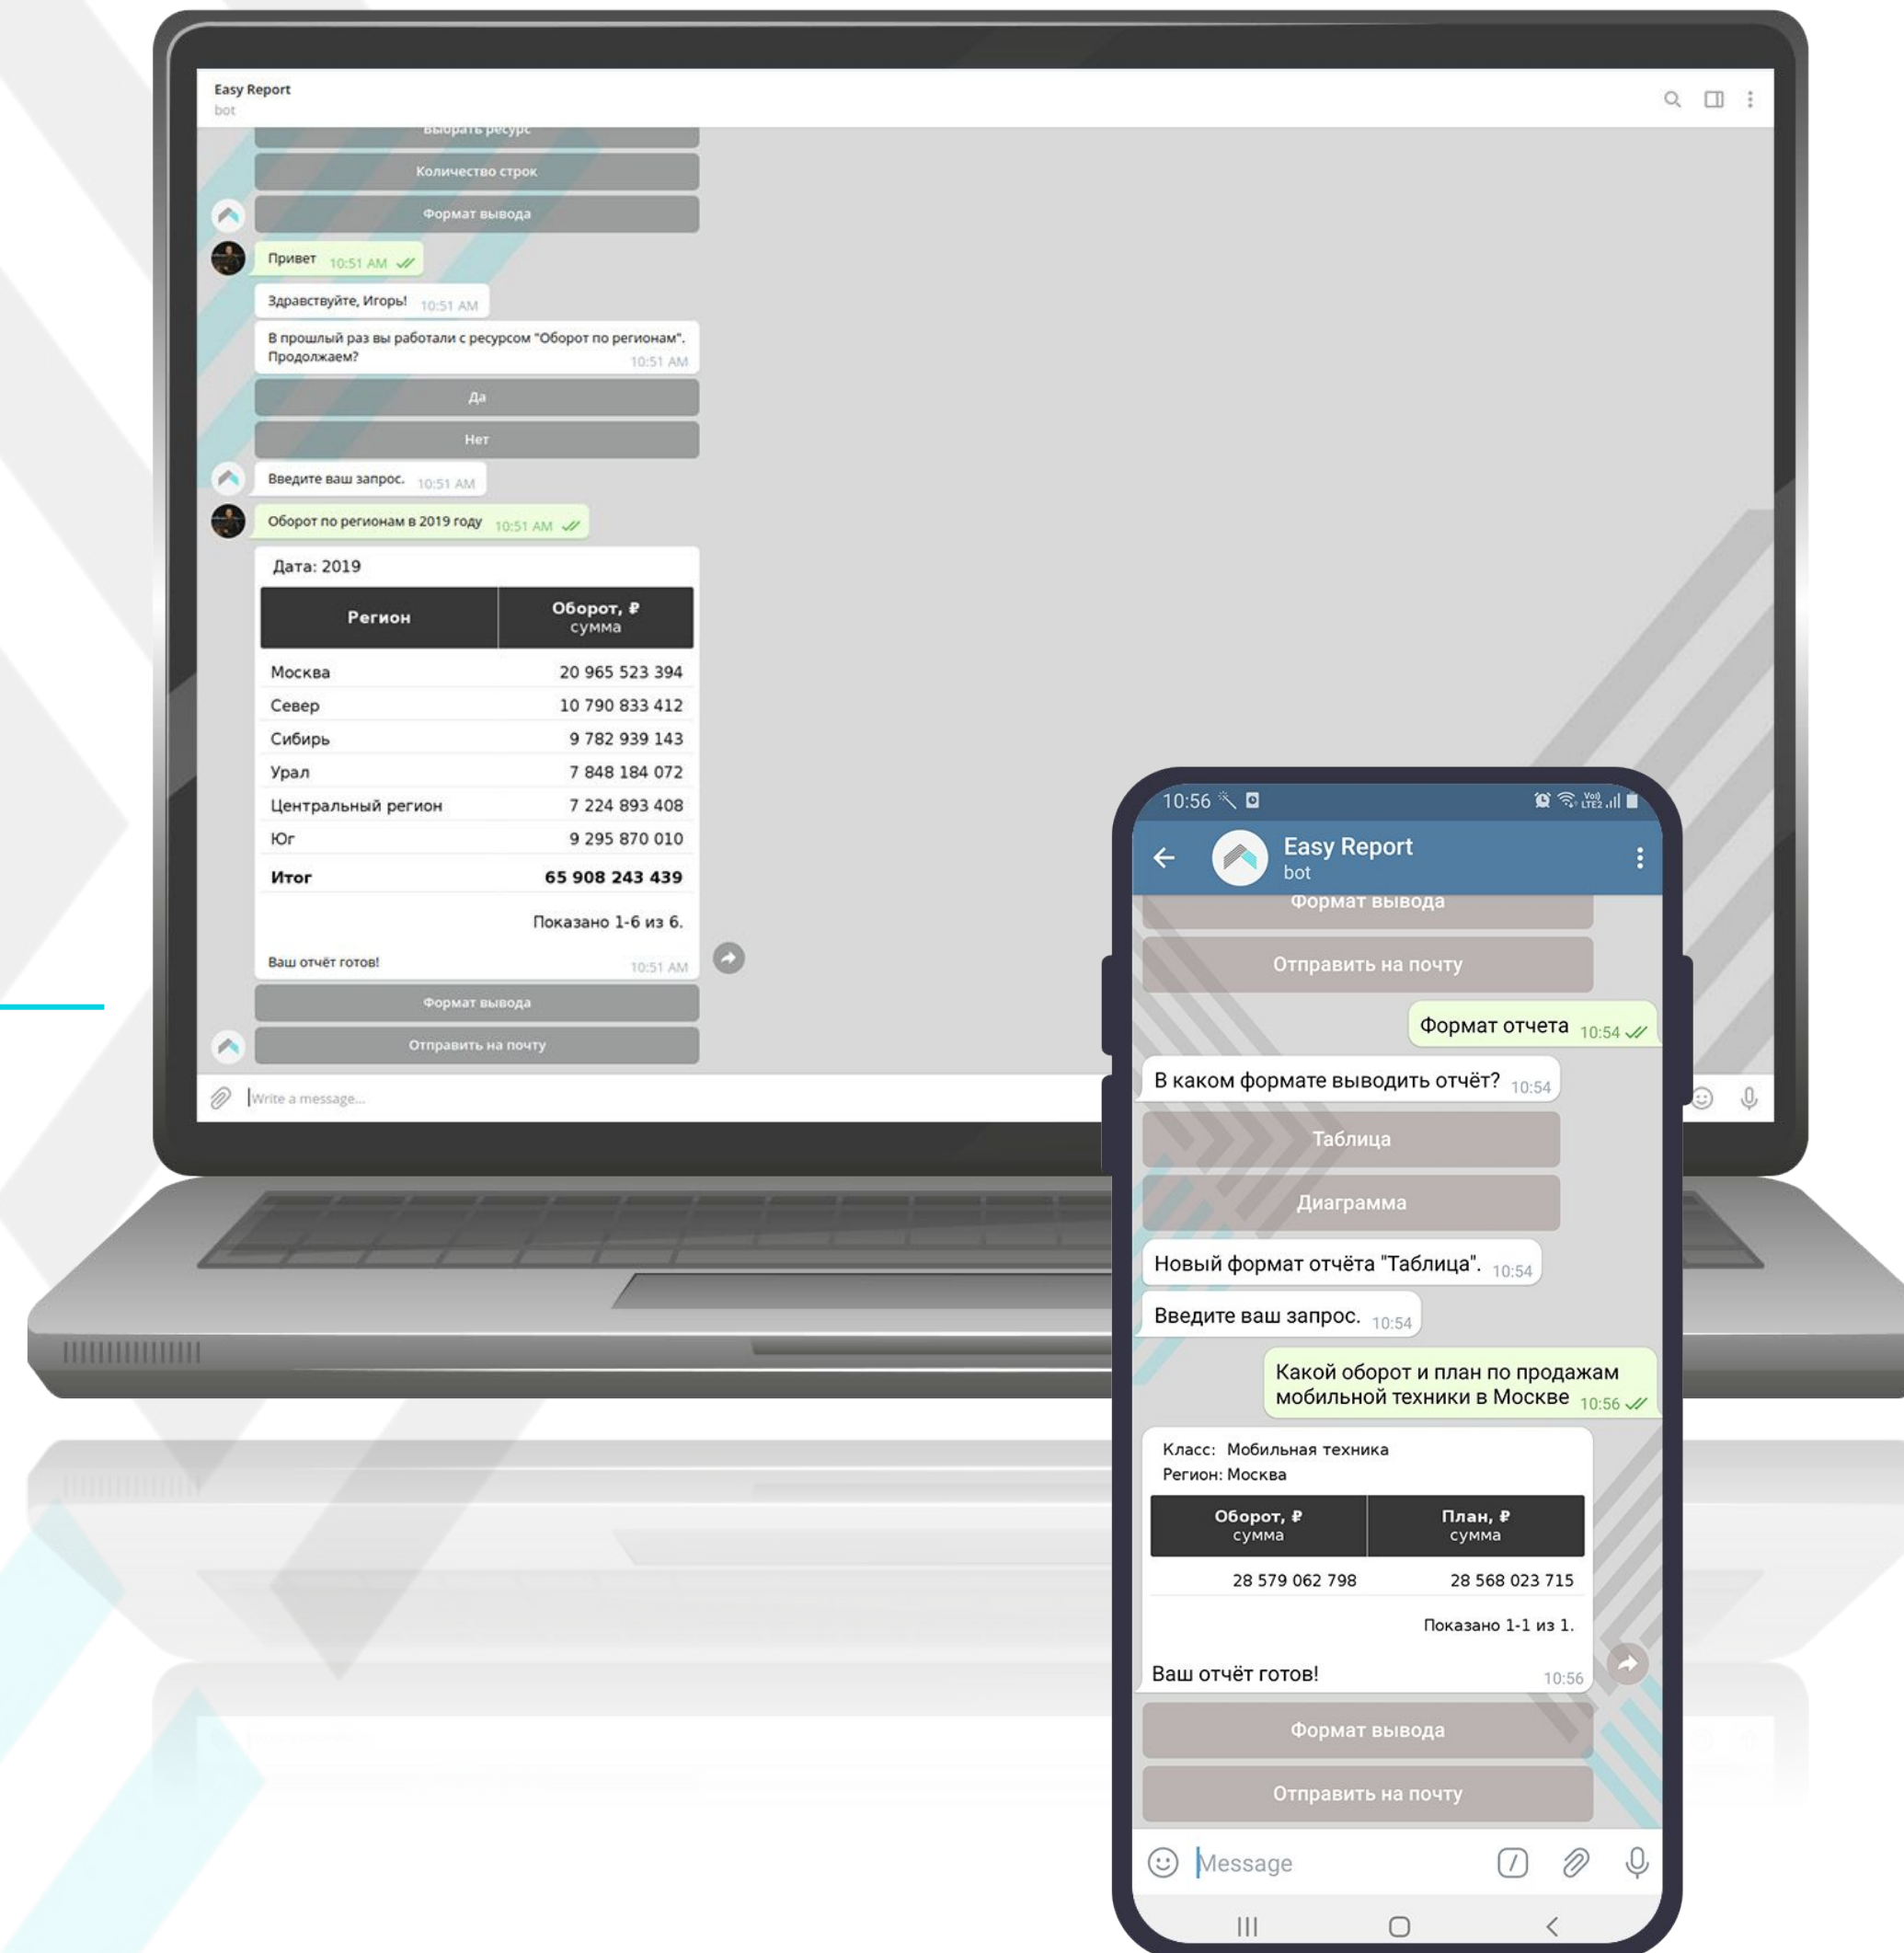 Easy Report
bot
Выбрать ресурс
Количество строк
Формат вывода
Привет 10:51 AM
Здравствуйте, Игорь! 10:51 AM
В прошлый раз вы работали с ресурсом "Оборот по регионам".
Продолжаем? 10:51 AM
Да
Нет
Введите ваш запрос. 10:51 AM
Оборот по регионам в 2019 году 10:51 AM
Дата: 2019
Регион Оборот, ₽
сумма
Москва 20 965 523 394
Север 10 790 833 412
Сибирь 9 782 939 143
Урал 7 848 184 072
Центральный регион 7 224 893 408
Юг 9 295 870 010
Итог 65 908 243 439
Показано 1-6 из 6.
Ваш отчёт готов! 10:51 AM
Формат вывода
Отправить на почту
Write a message...
10:56 Vo)) LTE2
Easy Report
bot
Формат вывода
Отправить на почту
Формат отчета 10:54
В каком формате выводить отчёт? 10:54
Таблица
Диаграмма
Новый формат отчёта "Таблица". 10:54
Введите ваш запрос. 10:54
Какой оборот и план по продажам
мобильной техники в Москве 10:56
Класс: Мобильная техника
Регион: Москва
Оборот, ₽ План, ₽
сумма сумма
28 579 062 798 28 568 023 715
Показано 1-1 из 1.
Ваш отчёт готов! 10:56
Формат вывода
Отправить на почту
Message